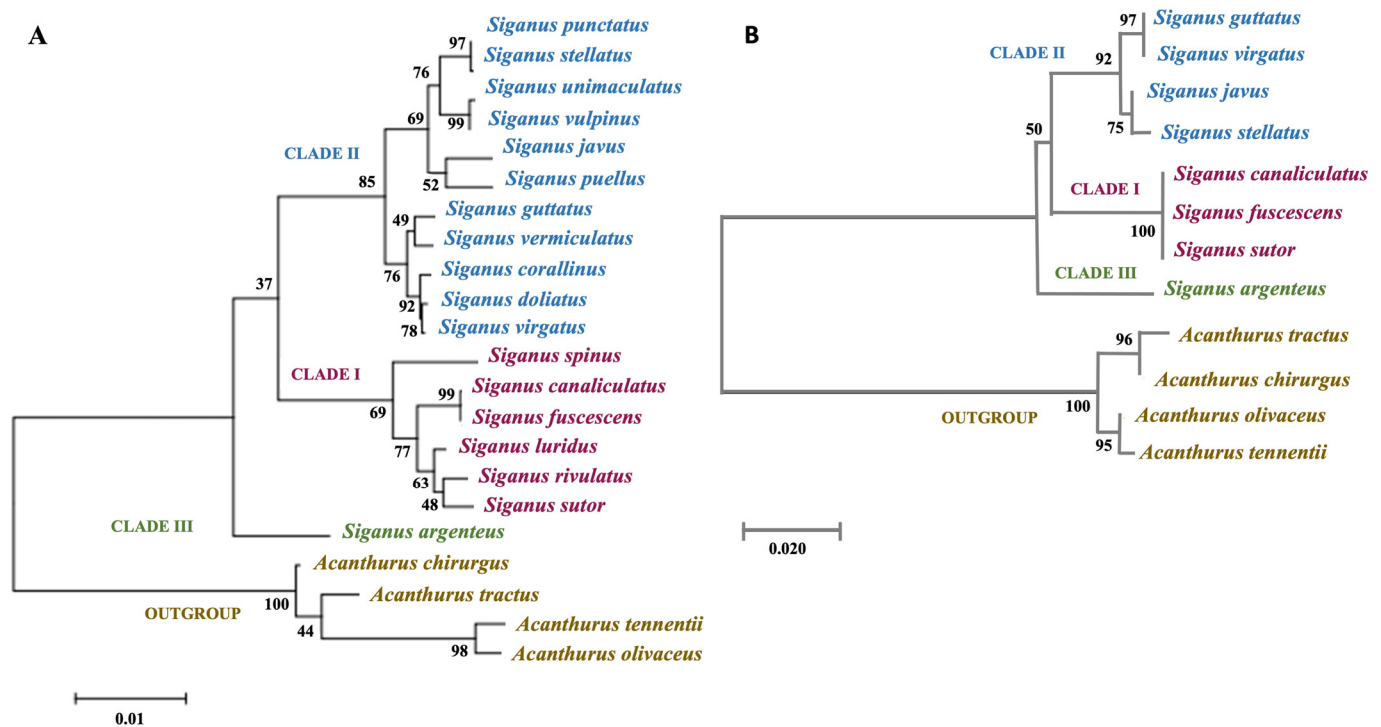 A
Siganus punctatus
97
Siganus stellatus
76
Siganus unimaculatus
69
99
Siganus vulpinus
CLADE II
Siganus javus
85
52
Siganus puellus
49
Siganus guttatus
Siganus vermiculatus
76
Siganus corallinus
37
92
Siganus doliatus
78
Siganus virgatus
Siganus spinus
CLADE I
Siganus canaliculatus
99
69
Siganus fuscescens
77
Siganus luridus
63
Siganus rivulatus
48
Siganus sutor
CLADE III
Siganus argenteus
Acanthurus chirurgus
100
OUTGROUP
Acanthurus tractus
44
Acanthurus tennentii
98
Acanthurus olivaceus
0.01
B
97
Siganus guttatus
CLADE II
92
Siganus virgatus
Siganus javus
50
75
Siganus stellatus
Siganus canaliculatus
CLADE I
Siganus fuscescens
100
Siganus sutor
CLADE III
Siganus argenteus
96
Acanthurus tractus
Acanthurus chirurgus
100
OUTGROUP
Acanthurus olivaceus
95
Acanthurus tennentii
0.020